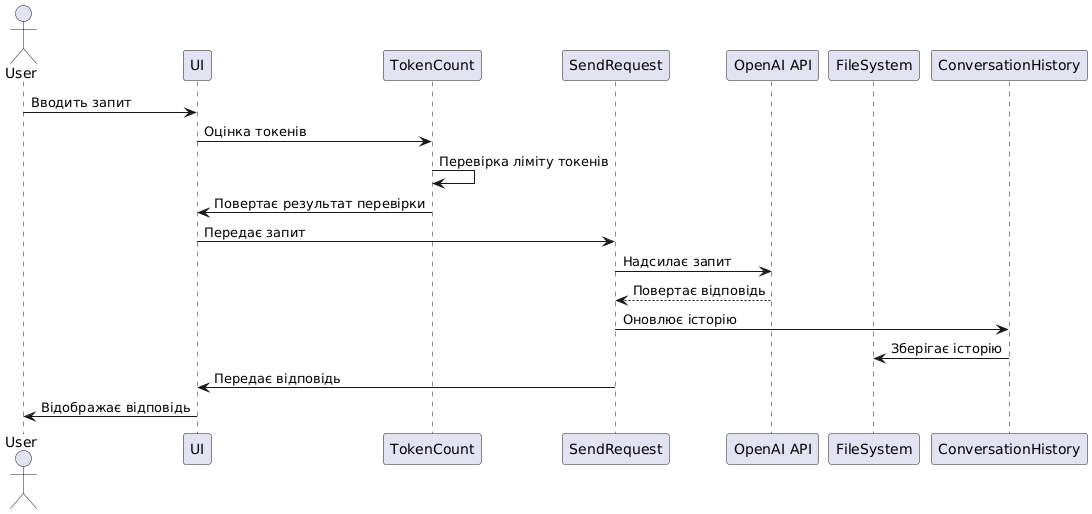 User
UI
TokenCount
SendRequest
OpenAI API
FileSystem
ConversationHistory
Вводить запит
Оцінка токенів
Перевірка ліміту токенів
Повертає результат перевірки
Передає запит
Надсилає запит
Повертає відповідь
Оновлює історію
Зберігає історію
Передає відповідь
Відображає відповідь
User
UI
TokenCount
SendRequest
OpenAI API
FileSystem
ConversationHistory